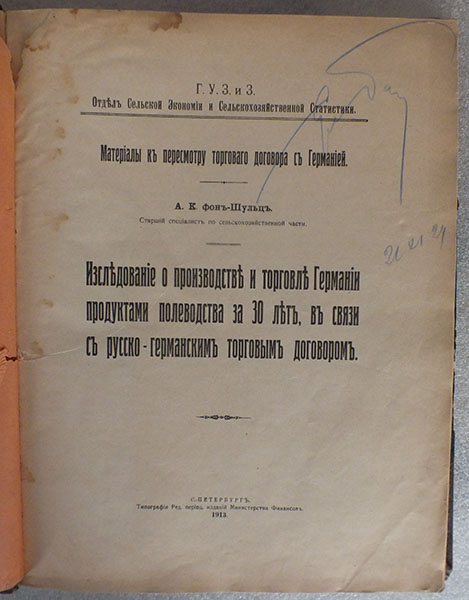 Г. У. З. и З.
Отдѣлъ Сельской Экономіи и Сельскохозяйственной Статистики.
Матеріалы къ пересмотру торговаго договора съ Германіей.
А. К. фонъ-Шульцъ.
Старшій спеціалистъ по сельскохозяйственной части.
Изслѣдованіе о производствѣ и торговлѣ Германіи
продуктами полеводства за 30 лѣтъ, въ связи
съ русско-германскимъ торговымъ договоромъ.
С.-ПЕТЕРБУРГЪ.
Типографія Ред. період. изданій Министерства Финансовъ.
1913.